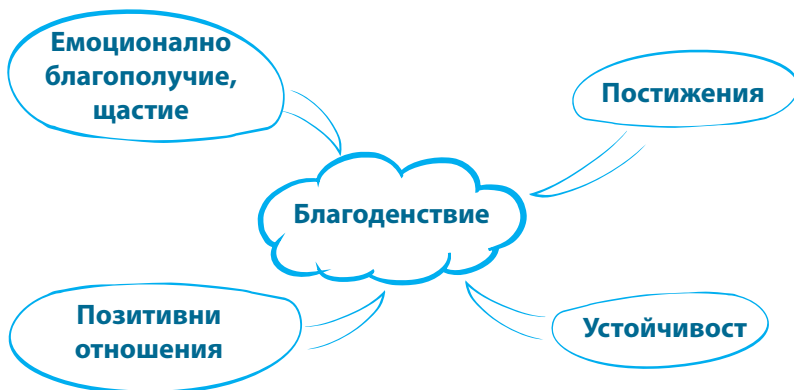 Емоционално
благополучие,
щастие
Постижения
Благоденствие
Позитивни
отношения
Устойчивост